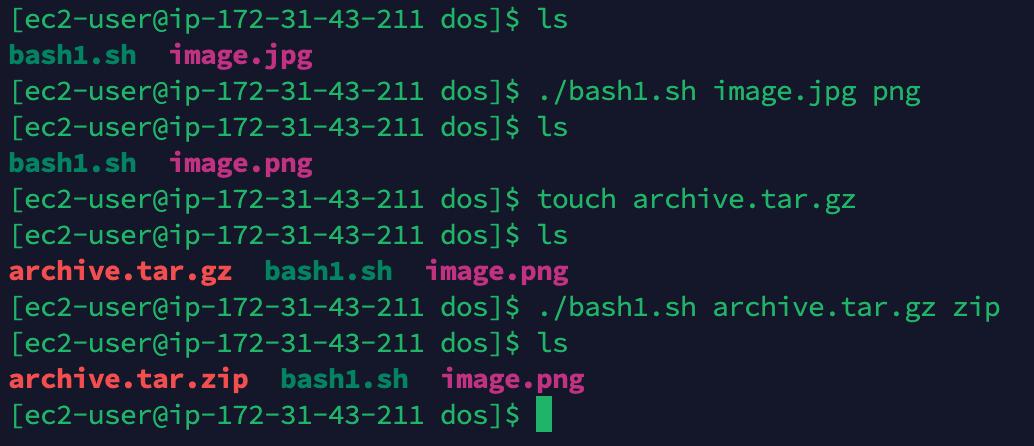 [ec2-user@ip-172-31-43-211 dos]$ ls
bash1.sh  image.jpg
[ec2-user@ip-172-31-43-211 dos]$ ./bash1.sh image.jpg png
[ec2-user@ip-172-31-43-211 dos]$ ls
bash1.sh  image.png
[ec2-user@ip-172-31-43-211 dos]$ touch archive.tar.gz
[ec2-user@ip-172-31-43-211 dos]$ ls
archive.tar.gz  bash1.sh  image.png
[ec2-user@ip-172-31-43-211 dos]$ ./bash1.sh archive.tar.gz zip
[ec2-user@ip-172-31-43-211 dos]$ ls
archive.tar.zip  bash1.sh  image.png
[ec2-user@ip-172-31-43-211 dos]$